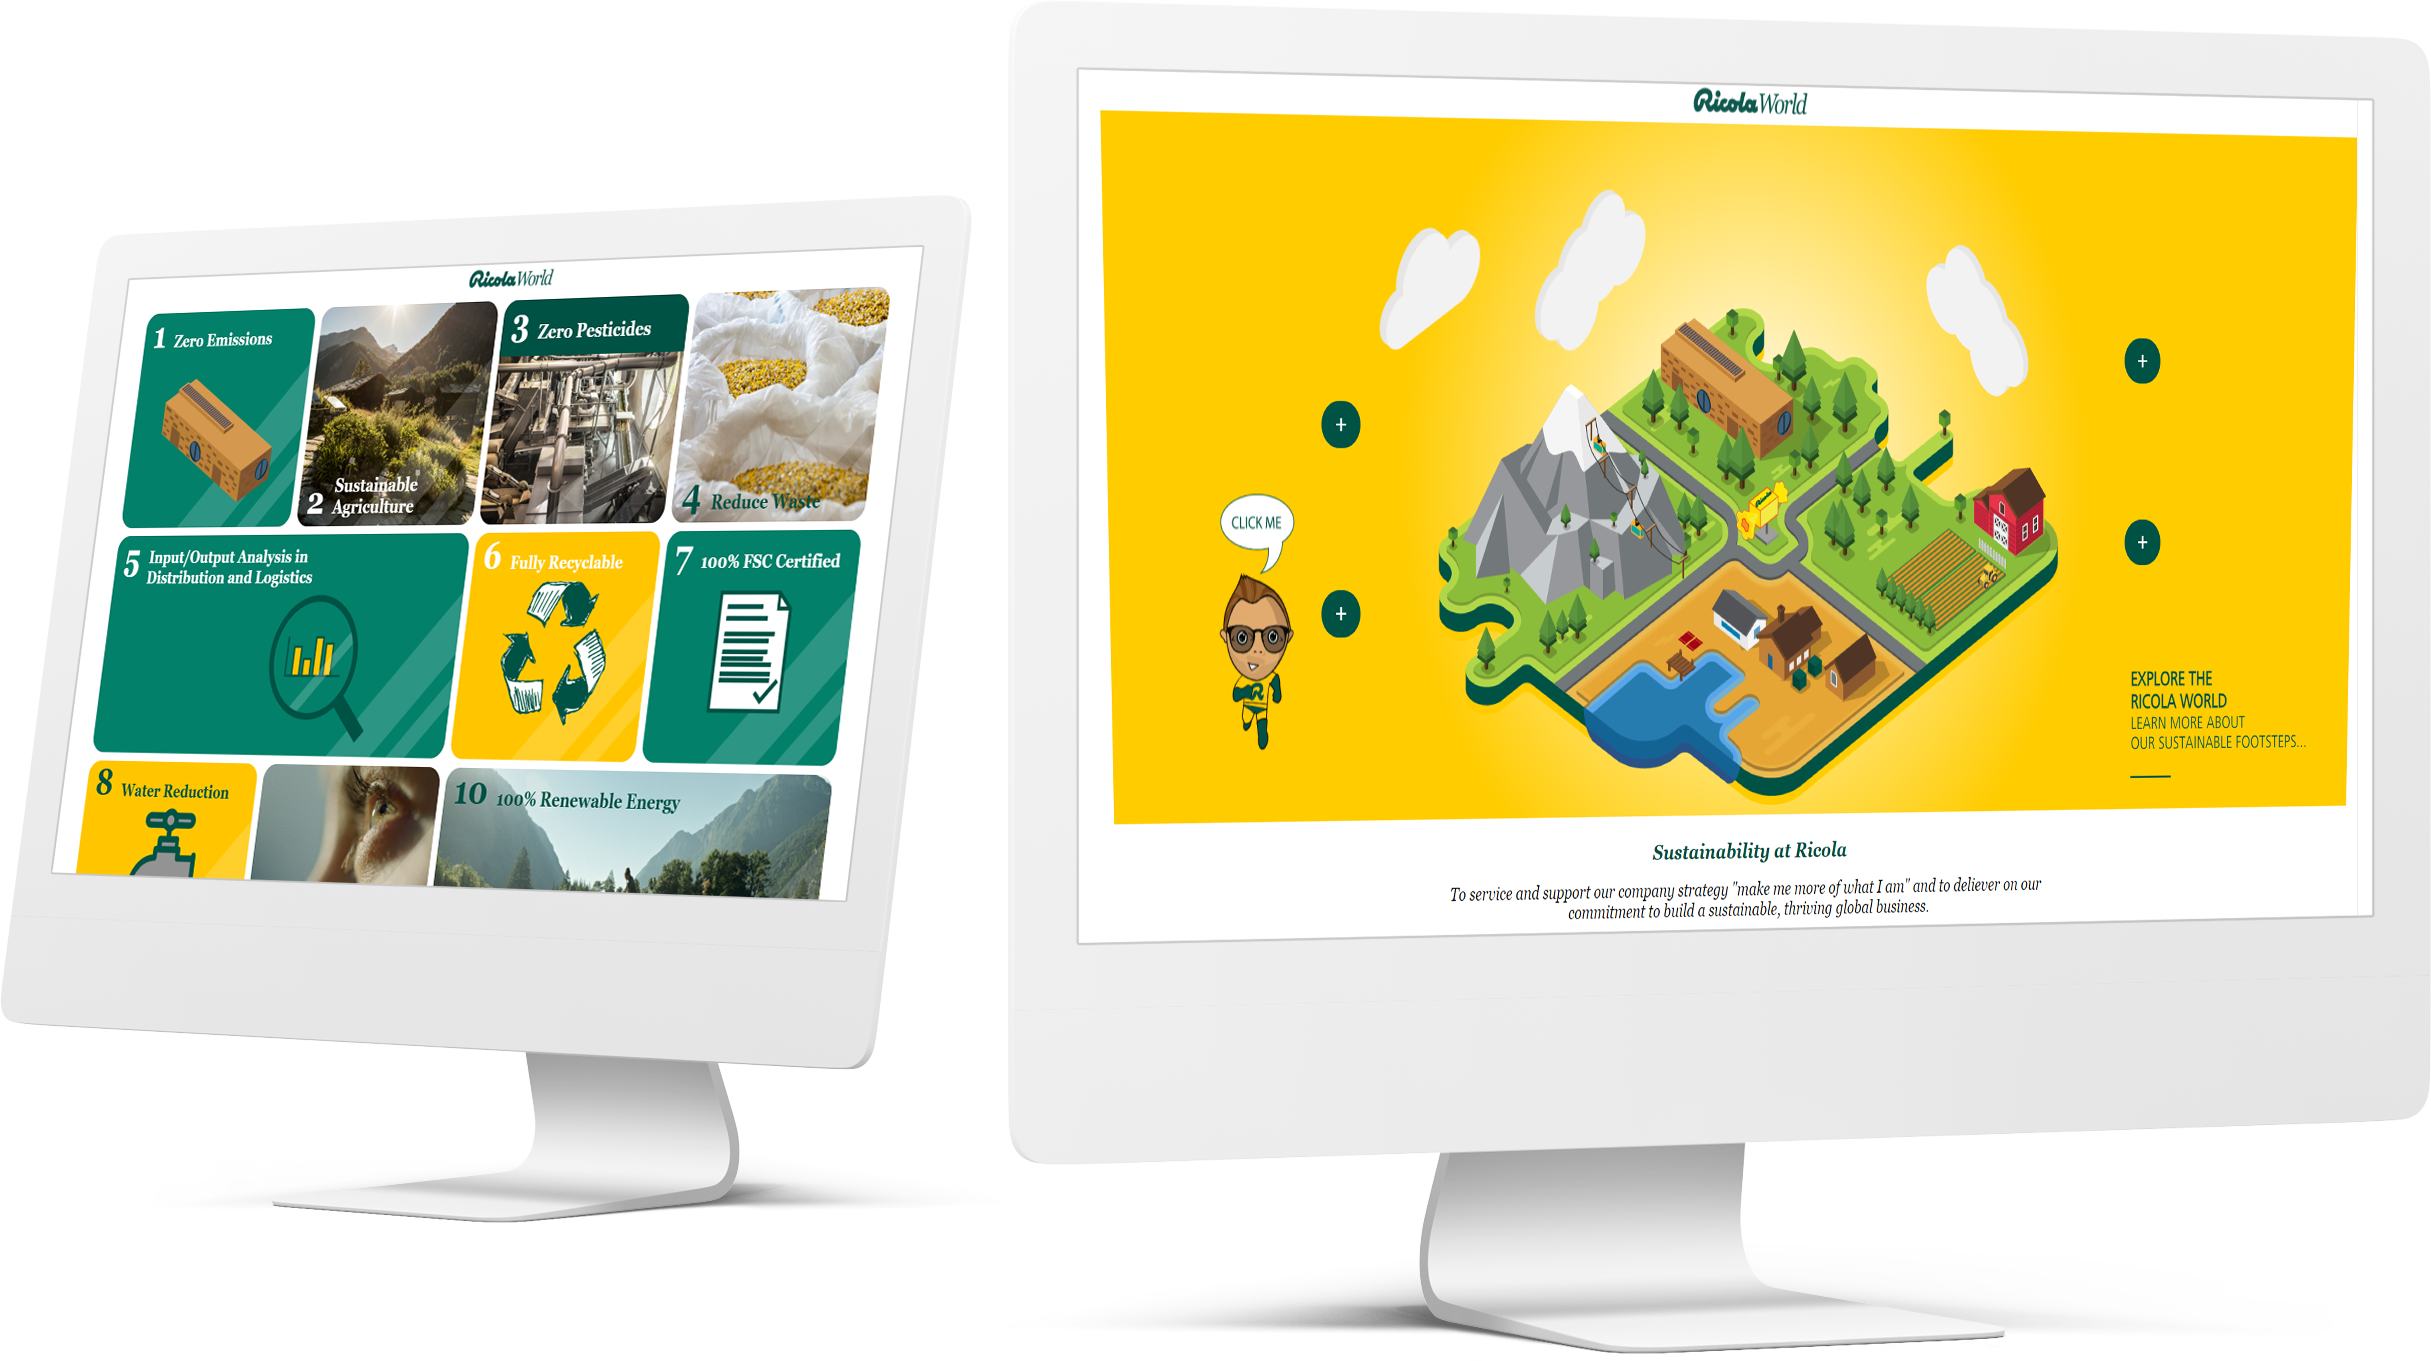 Ricola World
1 Zero Emissions
2 Sustainable
Agriculture
3 Zero Pesticides
4 Reduce Waste
5 Input/Output Analysis in
Distribution and Logistics
6 Fully Recyclable
7 100% FSC Certified
8 Water Reduction
10 100% Renewable Energy
Ricola World
+
+
+
+
CLICK ME
R
Ricola
EXPLORE THE
RICOLA WORLD
LEARN MORE ABOUT
OUR SUSTAINABLE FOOTSTEPS...
Sustainability at Ricola
To service and support our company strategy "make me more of what I am" and to deliever on our
commitment to build a sustainable, thriving global business.